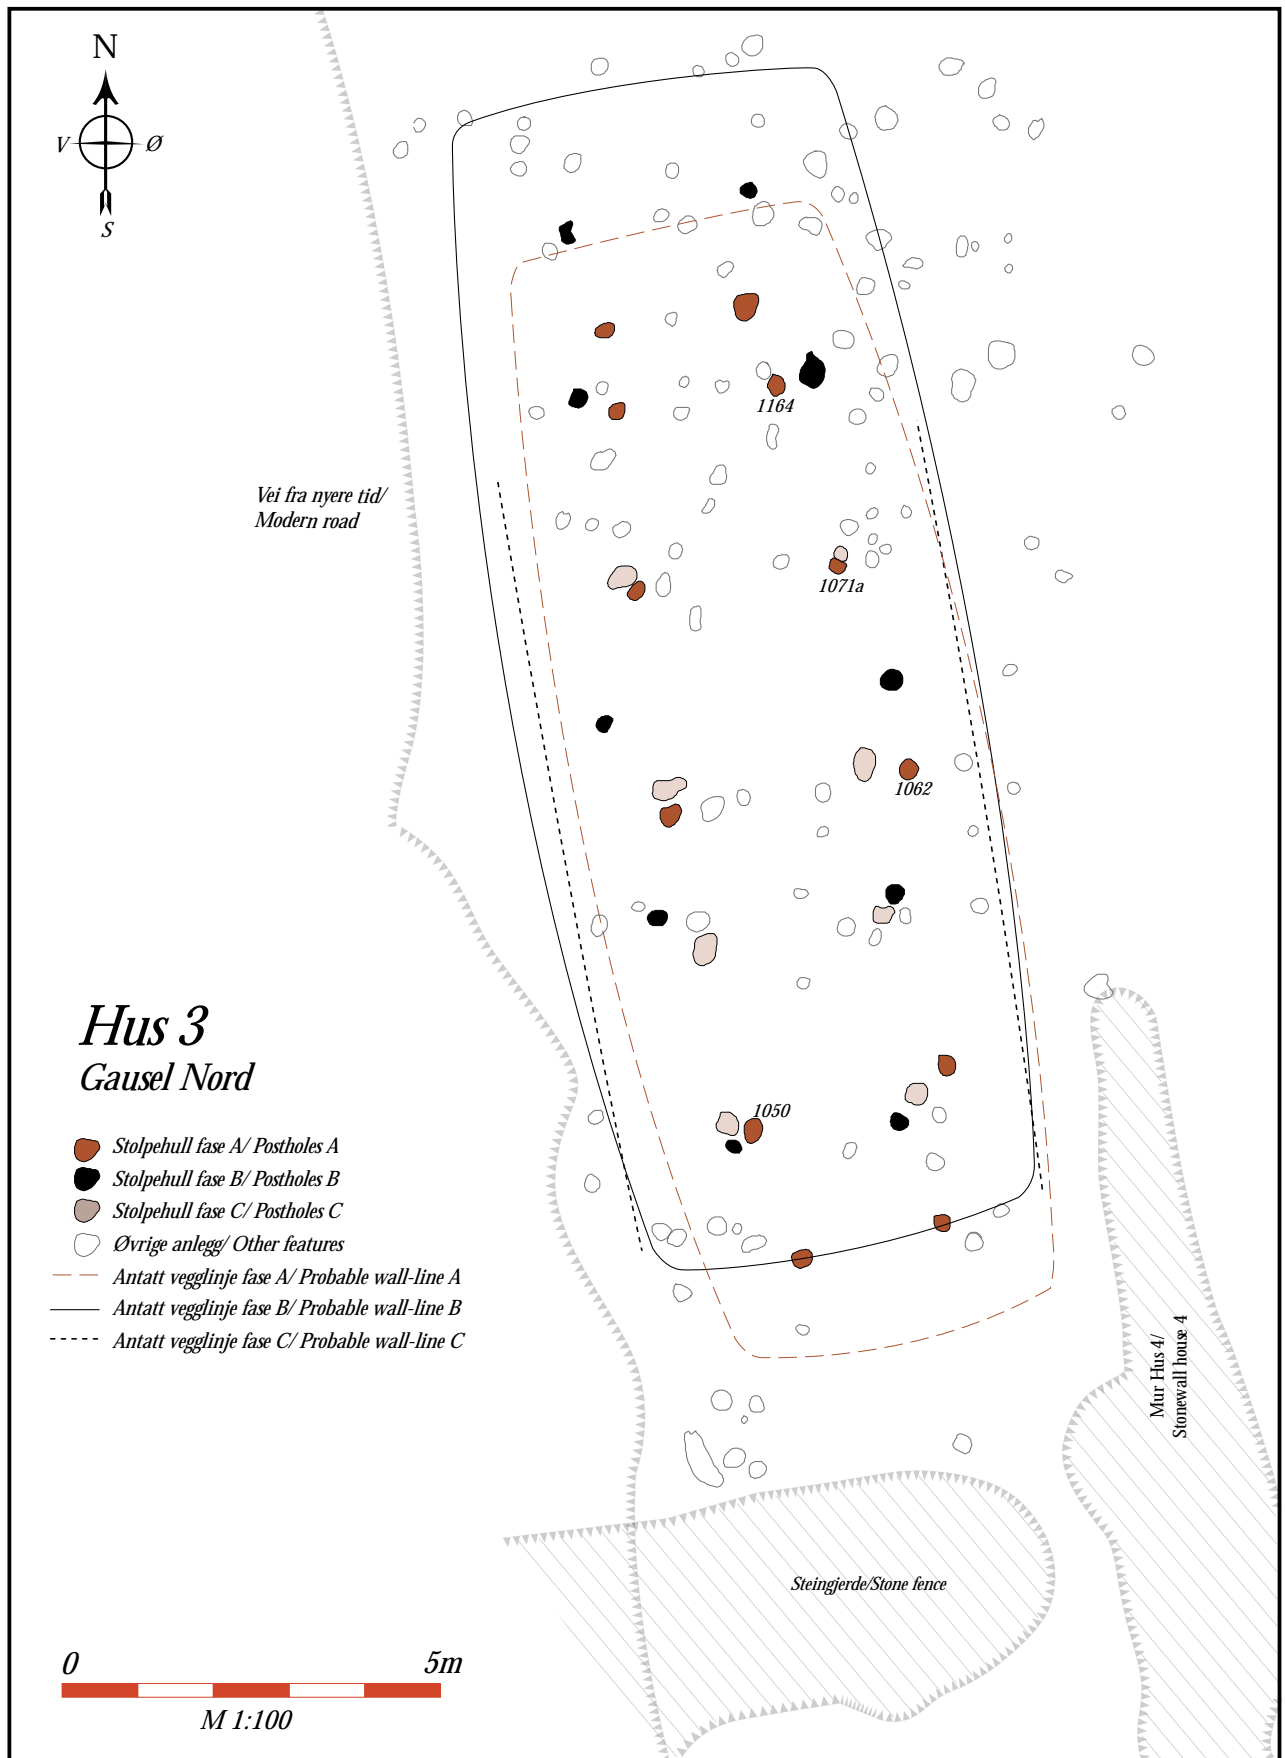 N
V
Ø
S
1164
Vei fra nyere tid/
Modern road
1071a
1062
1050
Hus 3
Gausel Nord
Stolpehull fase A/ Postholes A
Stolpehull fase B/ Postholes B
Stolpehull fase C/ Postholes C
Øvrige anlegg/ Other features
Antatt vegglinje fase A/ Probable wall-line A
Antatt vegglinje fase B/ Probable wall-line B
Antatt vegglinje fase C/ Probable wall-line C
Mur Hus 4/
Stonewall house 4
Steingjerde/Stone fence
0 5m
M 1:100